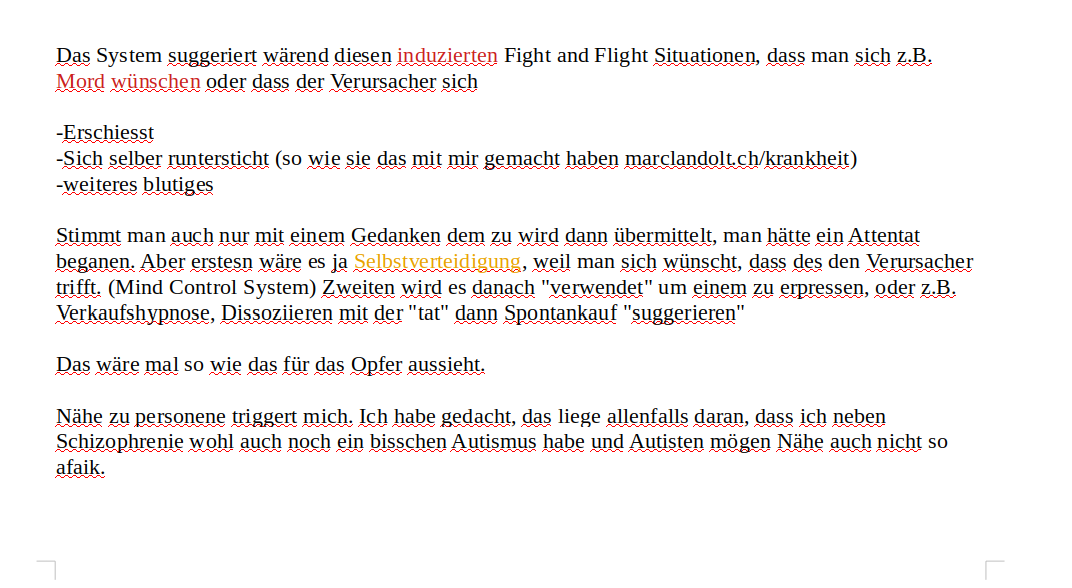 Das System suggeriert wärend diesen induzierten Fight and Flight Situationen, dass man sich z.B.
Mord wünschen oder dass der Verursacher sich
-Erschiesst
-Sich selber runtersticht (so wie sie das mit mir gemacht haben marclandolt.ch/krankheit)
-weiteres blutiges
Stimmt man auch nur mit einem Gedanken dem zu wird dann übermittelt, man hätte ein Attentat
beganen. Aber erstesn wäre es ja Selbstverteidigung, weil man sich wünscht, dass des den Verursacher
trifft. (Mind Control System) Zweiten wird es danach "verwendet" um einem zu erpressen, oder z.B.
Verkaufshypnose, Dissoziieren mit der "tat" dann Spontankauf "suggerieren"
Das wäre mal so wie das für das Opfer aussieht.
Nähe zu personene triggert mich. Ich habe gedacht, das liege allenfalls daran, dass ich neben
Schizophrenie wohl auch noch ein bisschen Autismus habe und Autisten mögen Nähe auch nicht so
afaik.